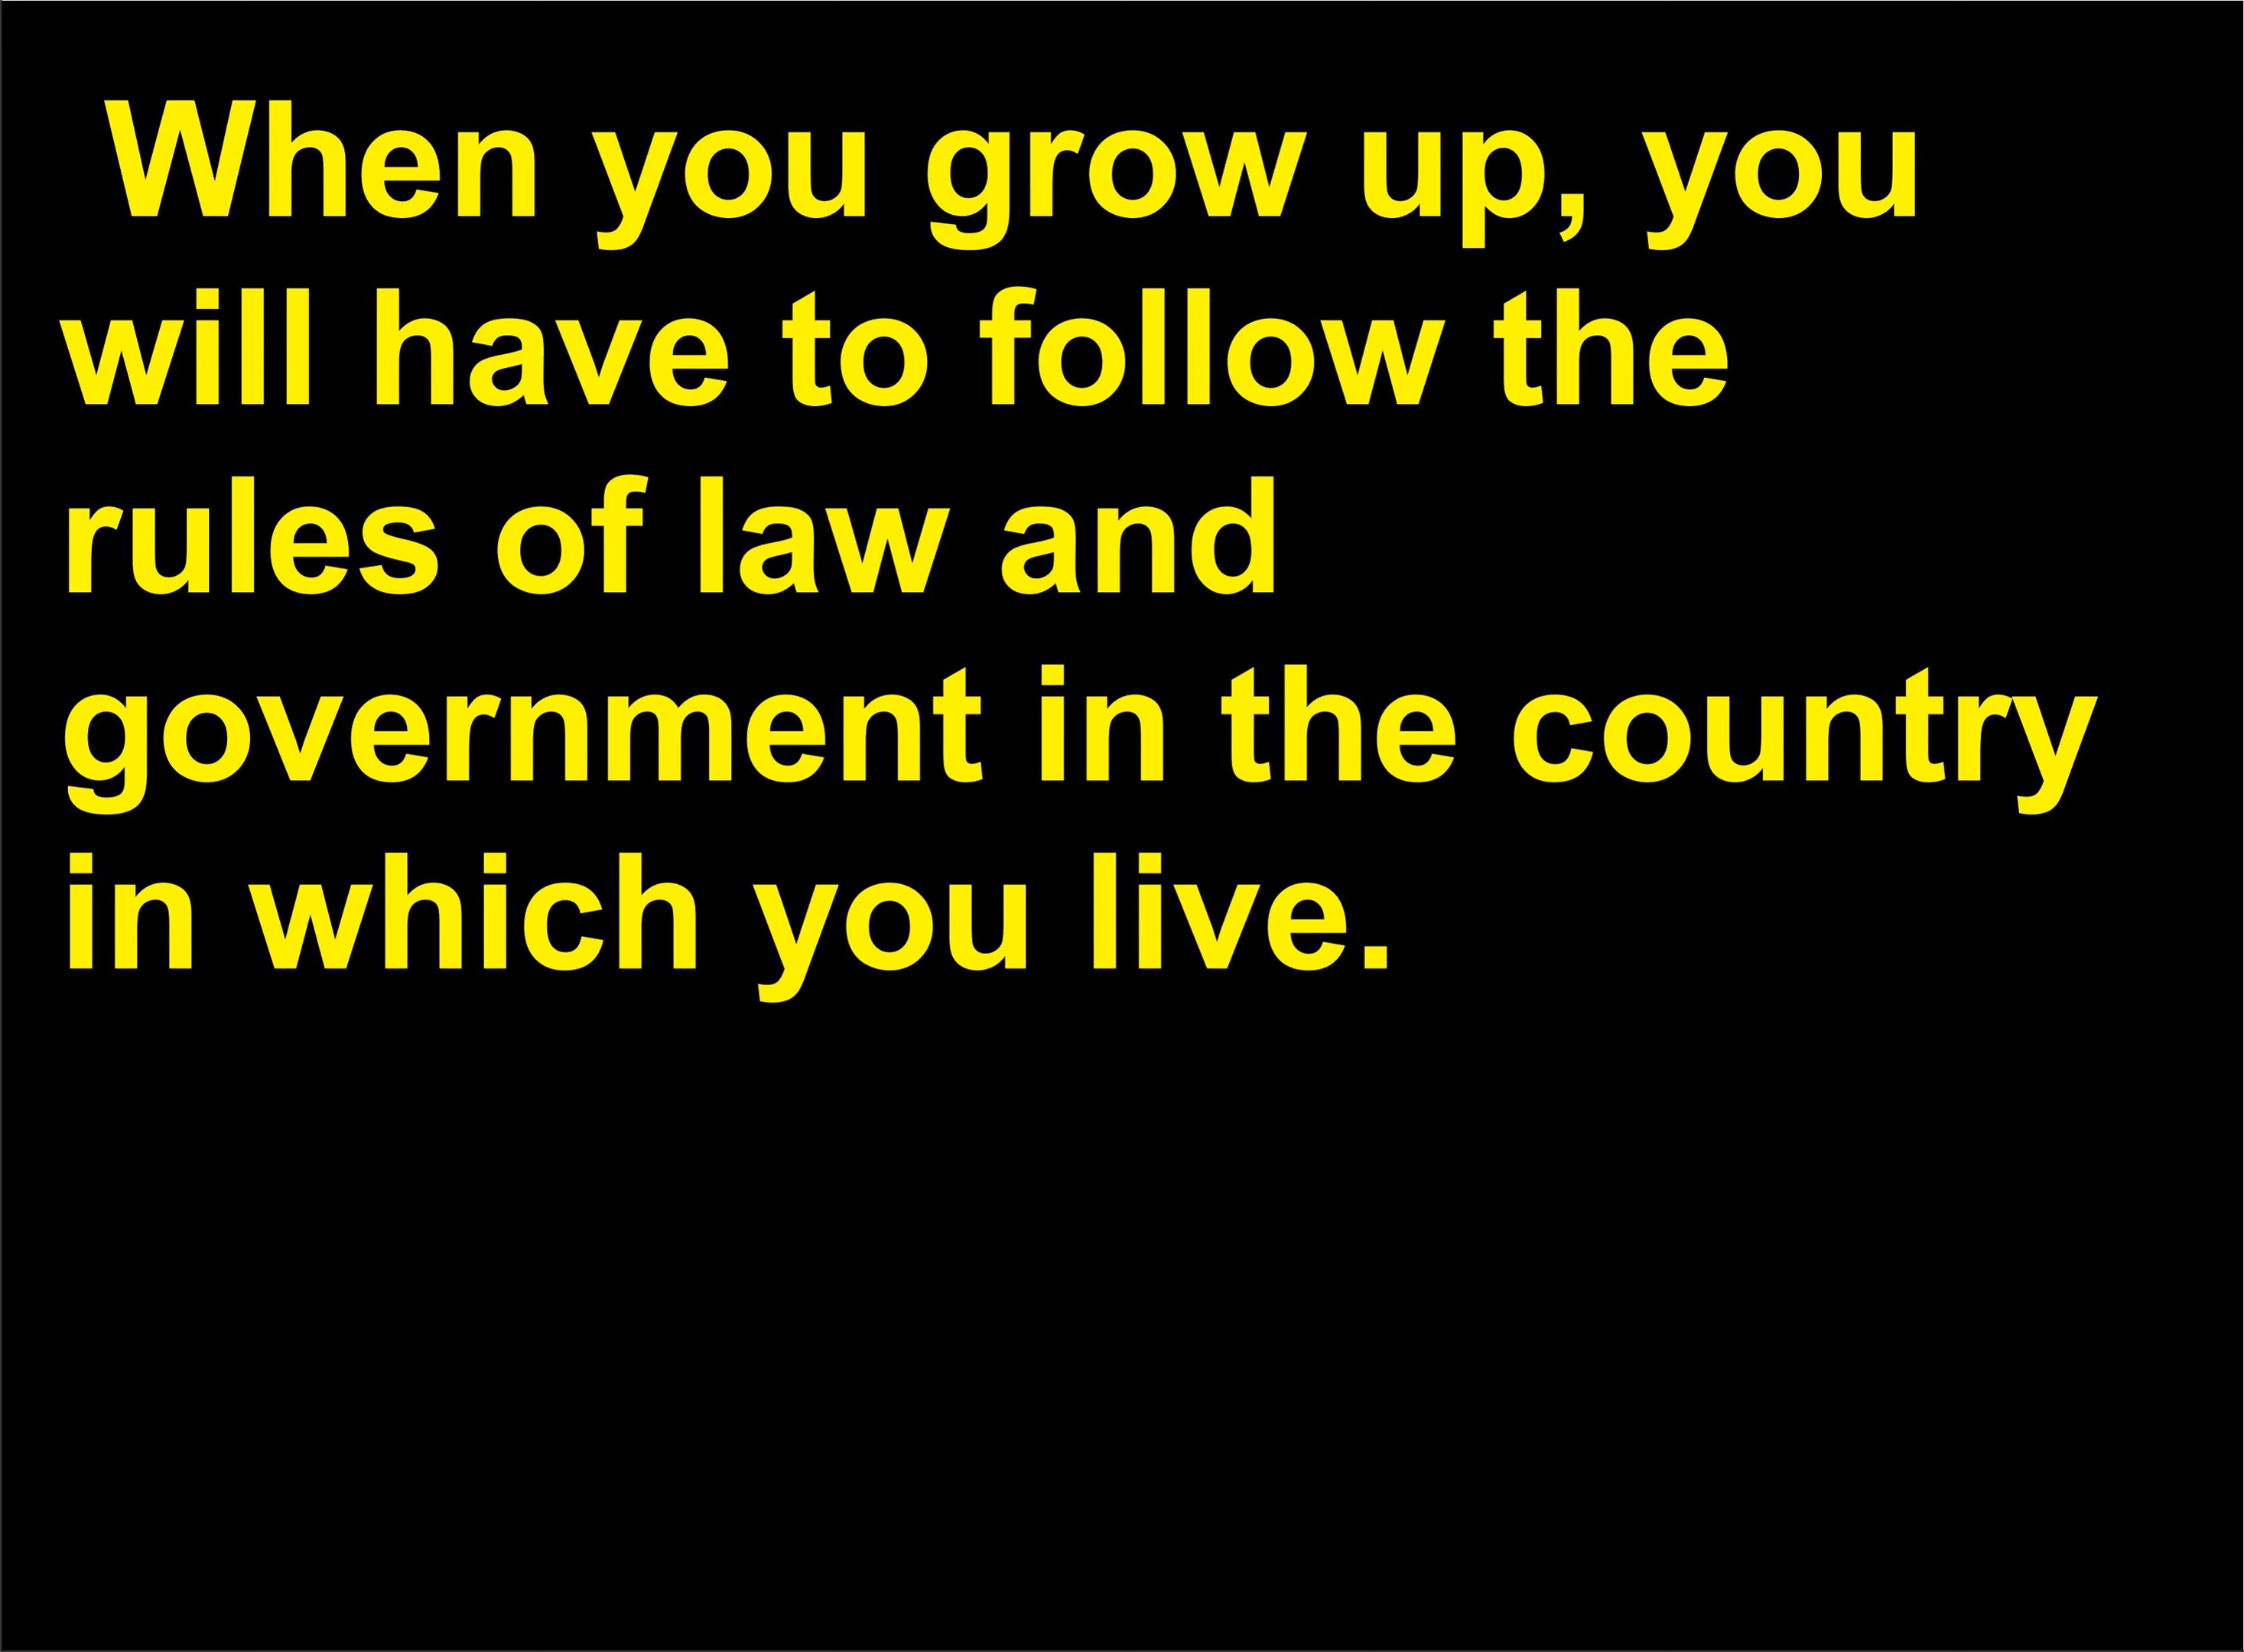 When you grow up, you
will have to follow the
rules of law and
government in the country
in which you live.